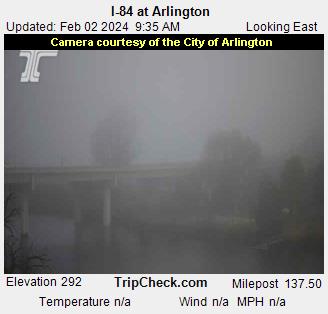 I-84 at Arlington
Updated: Feb 02 2024 9:35 AM Looking East
Camera courtesy of the City of Arlington
Elevation 292 TripCheck.com Milepost 137.50
Temperature n/a Wind n/a MPH n/a